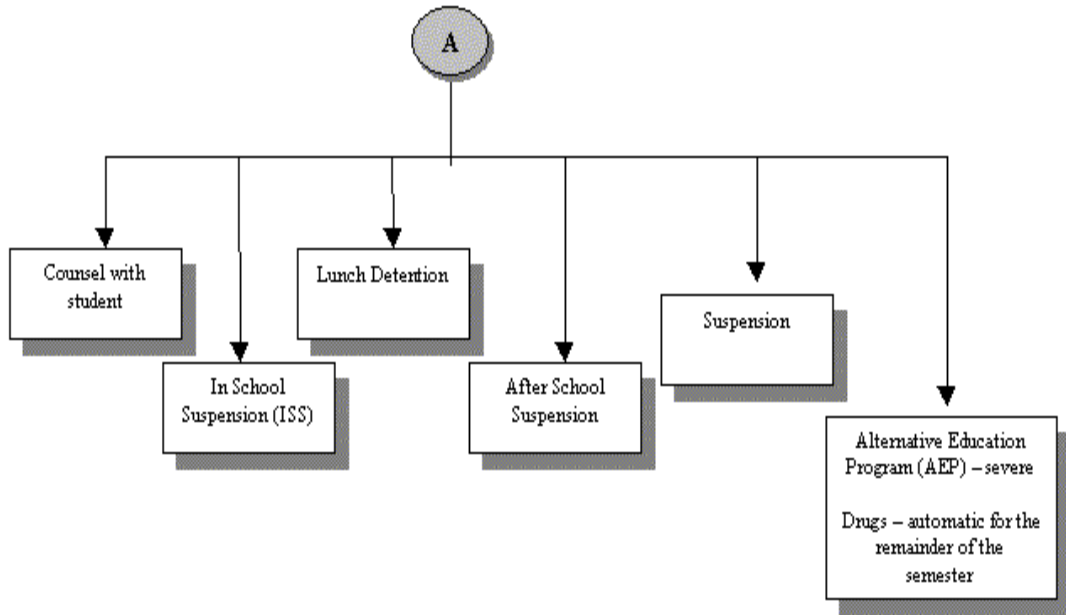 A
Counsel with
student
In School
Suspension (ISS)
Lunch Detention
After School
Suspension
Suspension
Alternative Education
Program (AEP) – severe
Drugs – automatic for the
remainder of the
semester